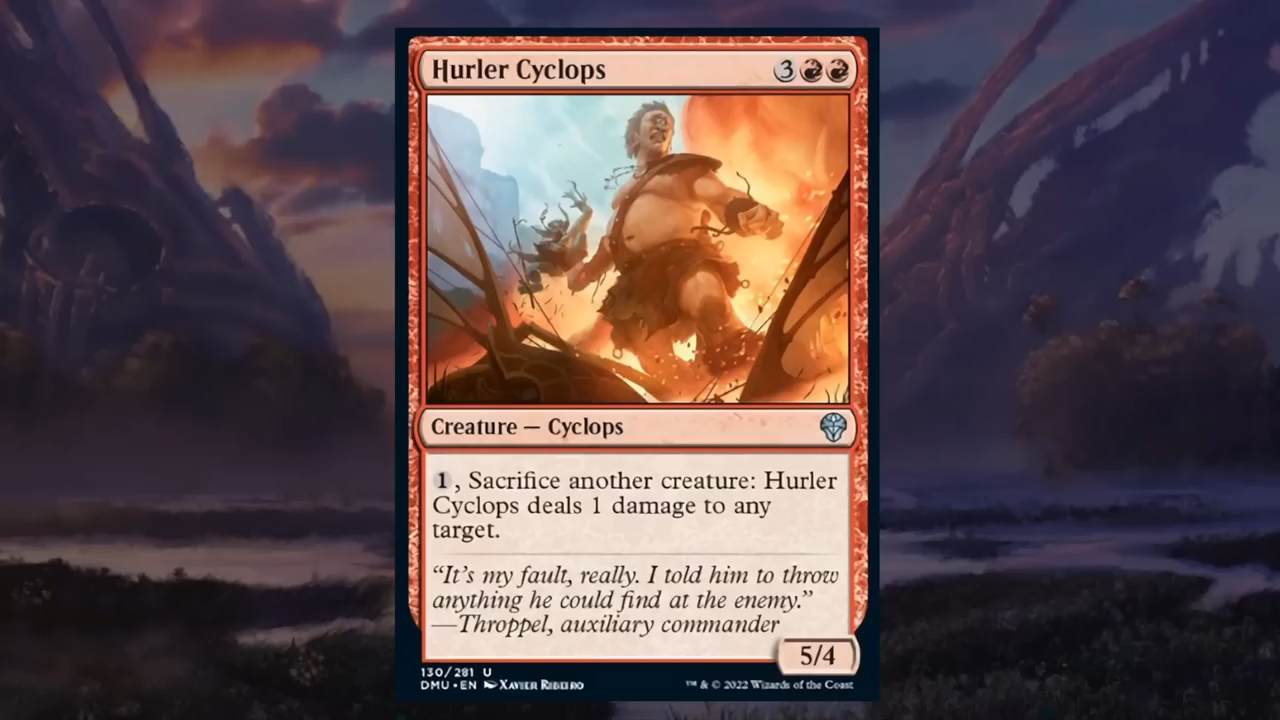 Hurler Cyclops 3
Creature — Cyclops
1, Sacrifice another creature: Hurler
Cyclops deals 1 damage to any
target.
“It’s my fault, really. I told him to throw
anything he could find at the enemy.”
—Throppel, auxiliary commander
5/4
130/281 U
DMU • EN Xavier Ribeiro ™ & © 2022 Wizards of the Coast